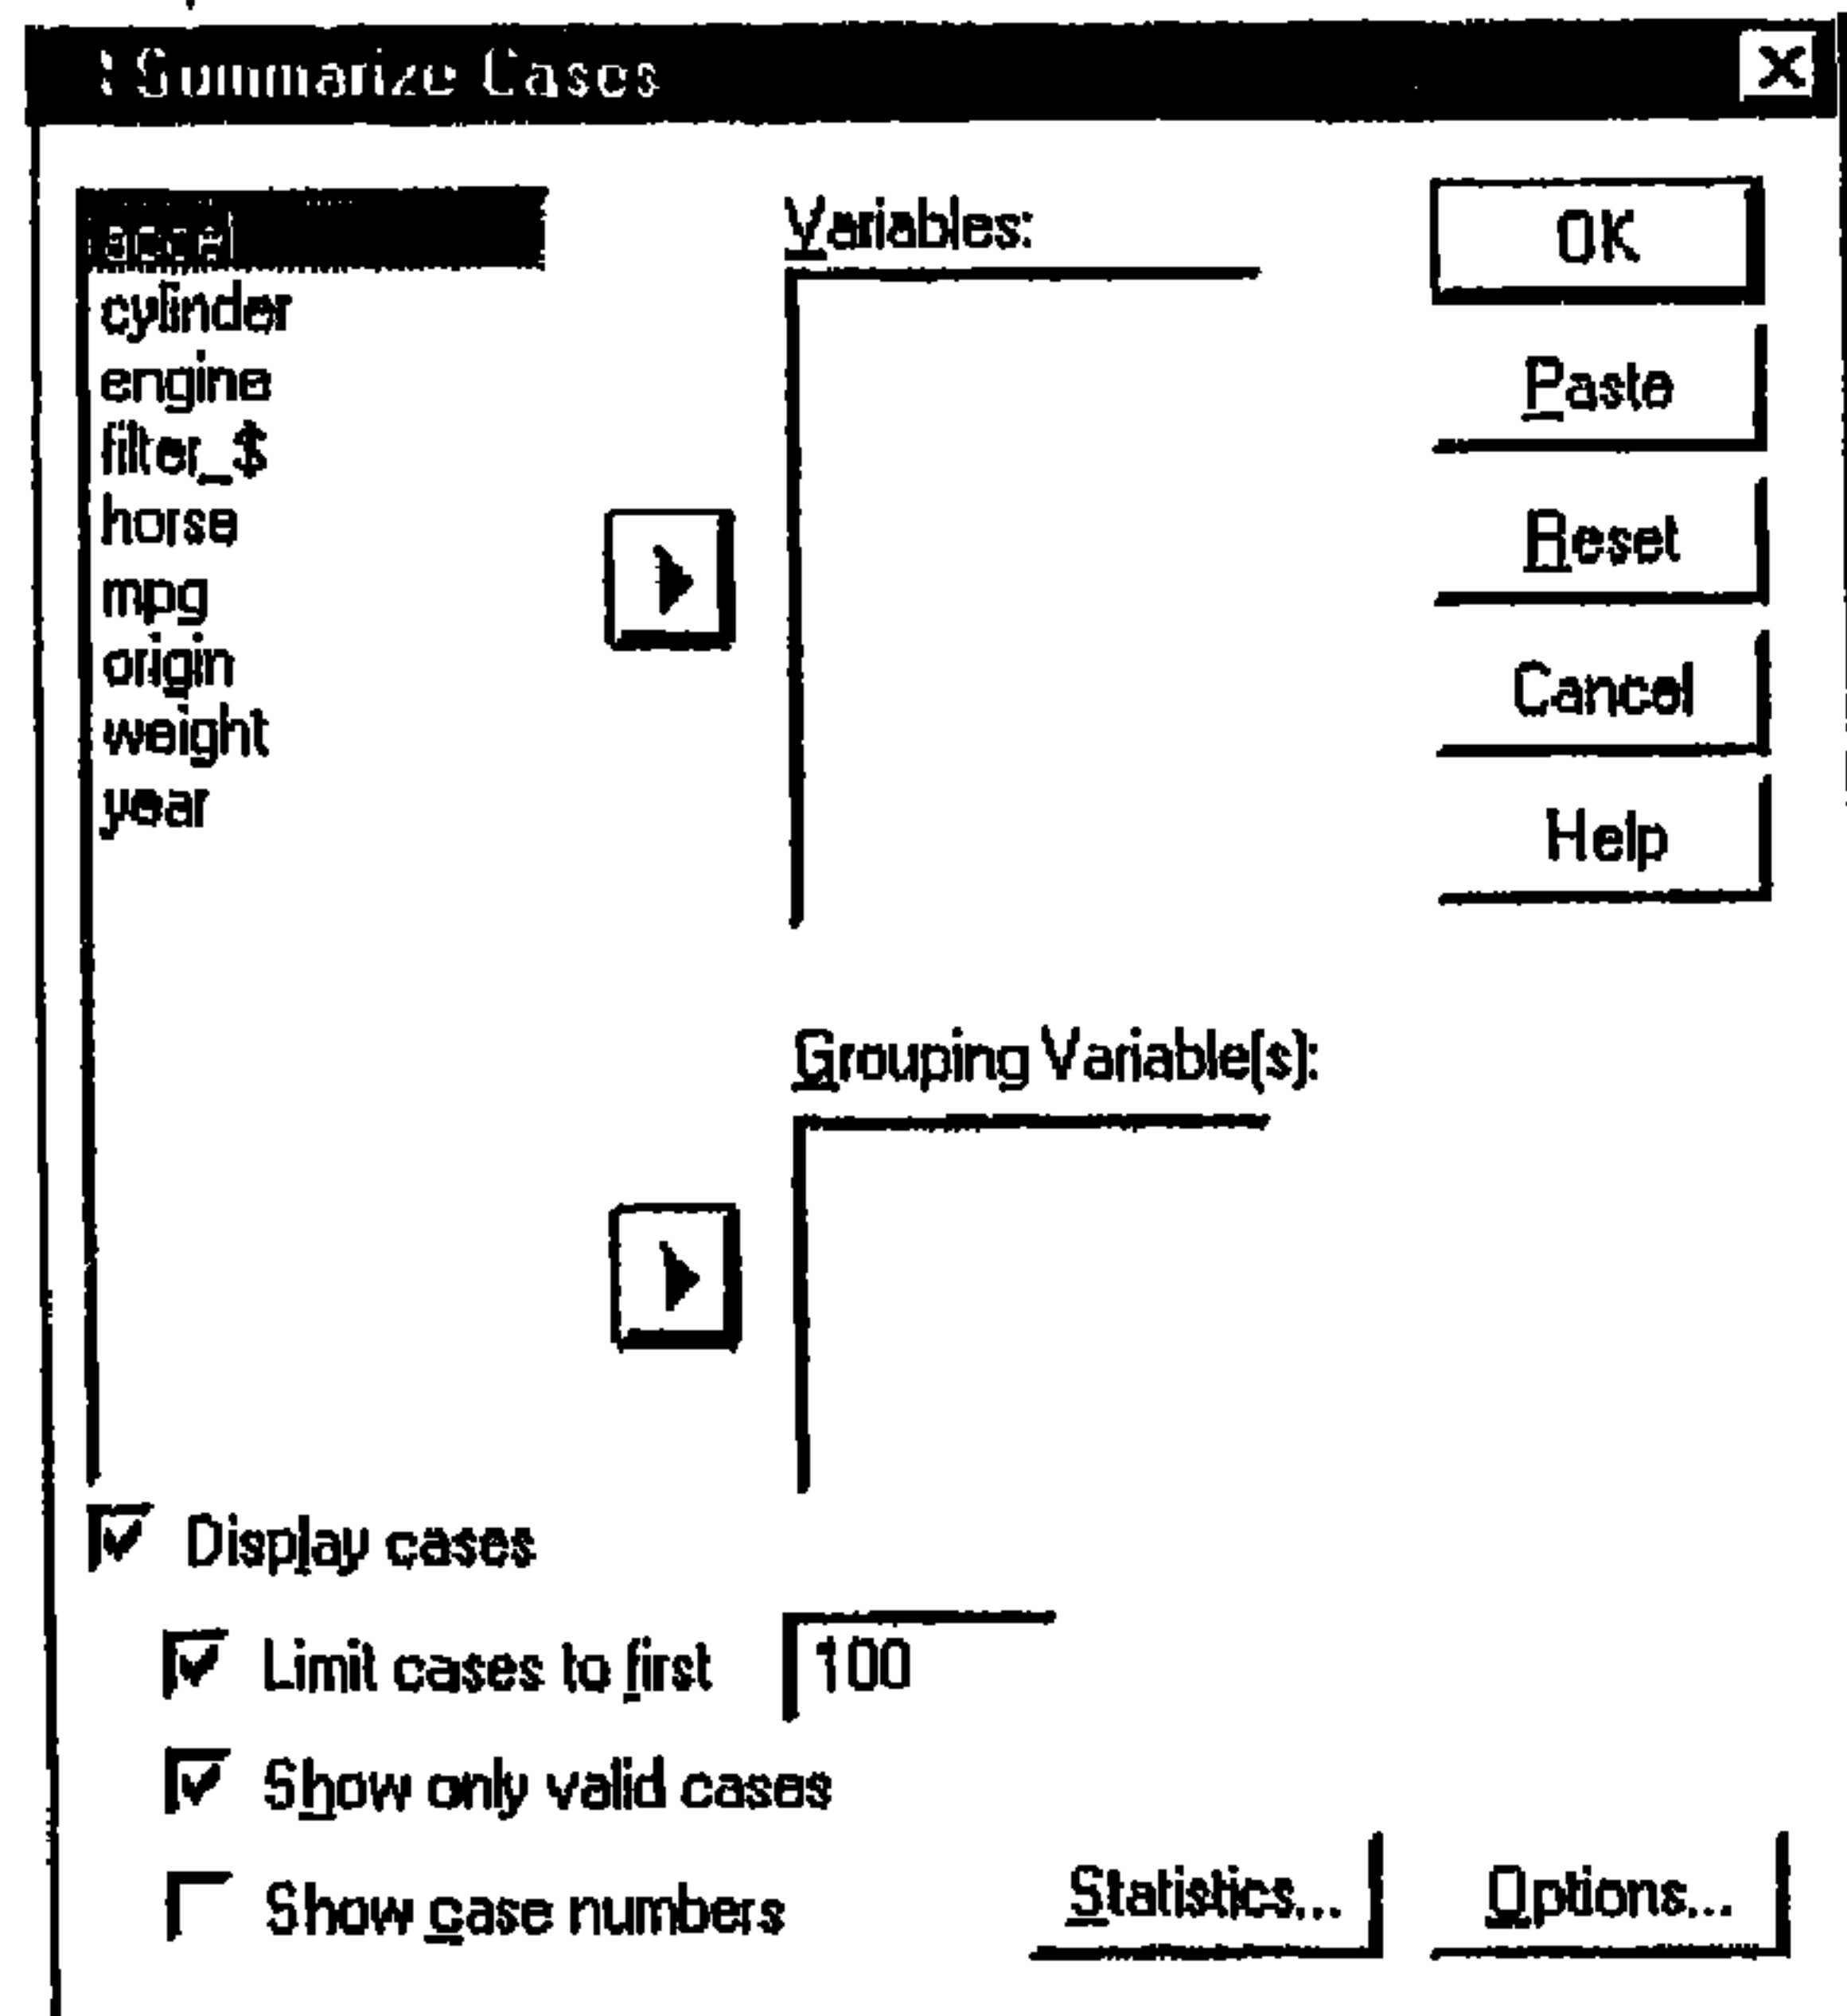 Summarize Cases
cylinder
engine
filter_$
horse
mpg
origin
weight
year
Variables:
OK
Paste
Reset
Cancel
Help
Grouping Variable(s):
Display cases
Limit cases to first 100
Show only valid cases
Show case numbers
Statistics...
Options...